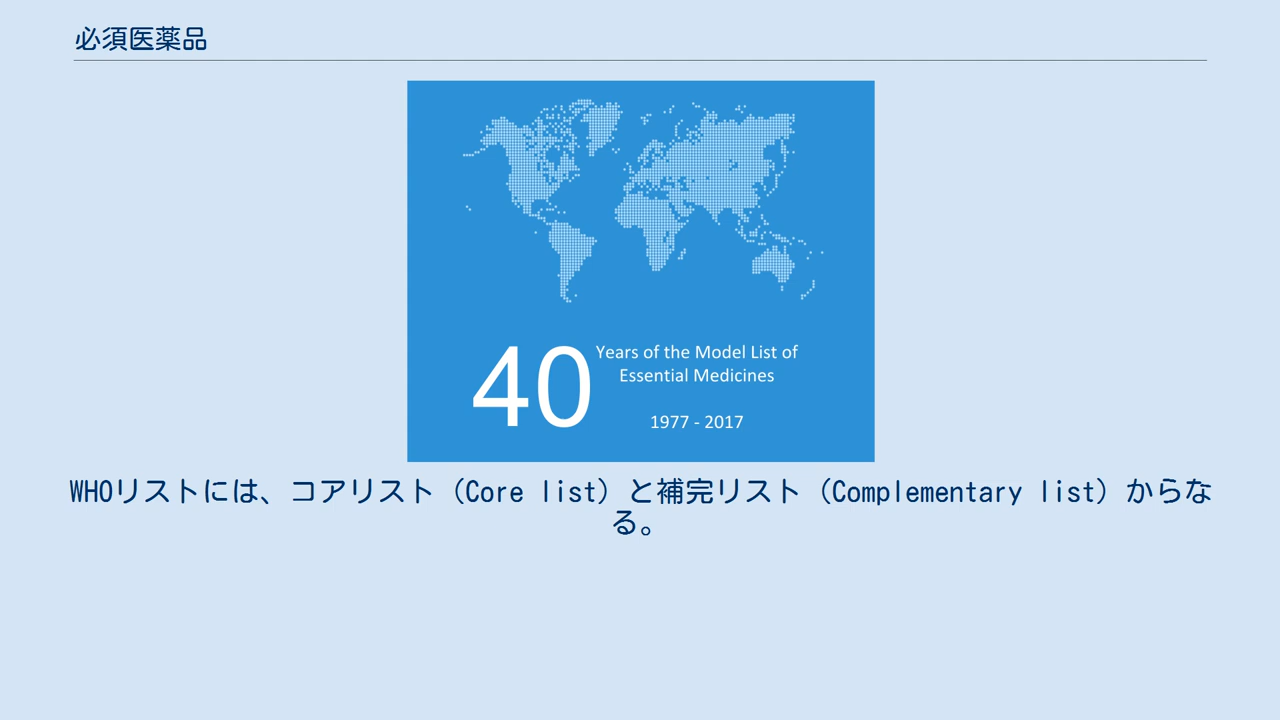 必須医薬品
40
Years of the Model List of
Essential Medicines
1977 - 2017
WHOリストには、コアリスト（Core list）と補完リスト（Complementary list）からな
る。